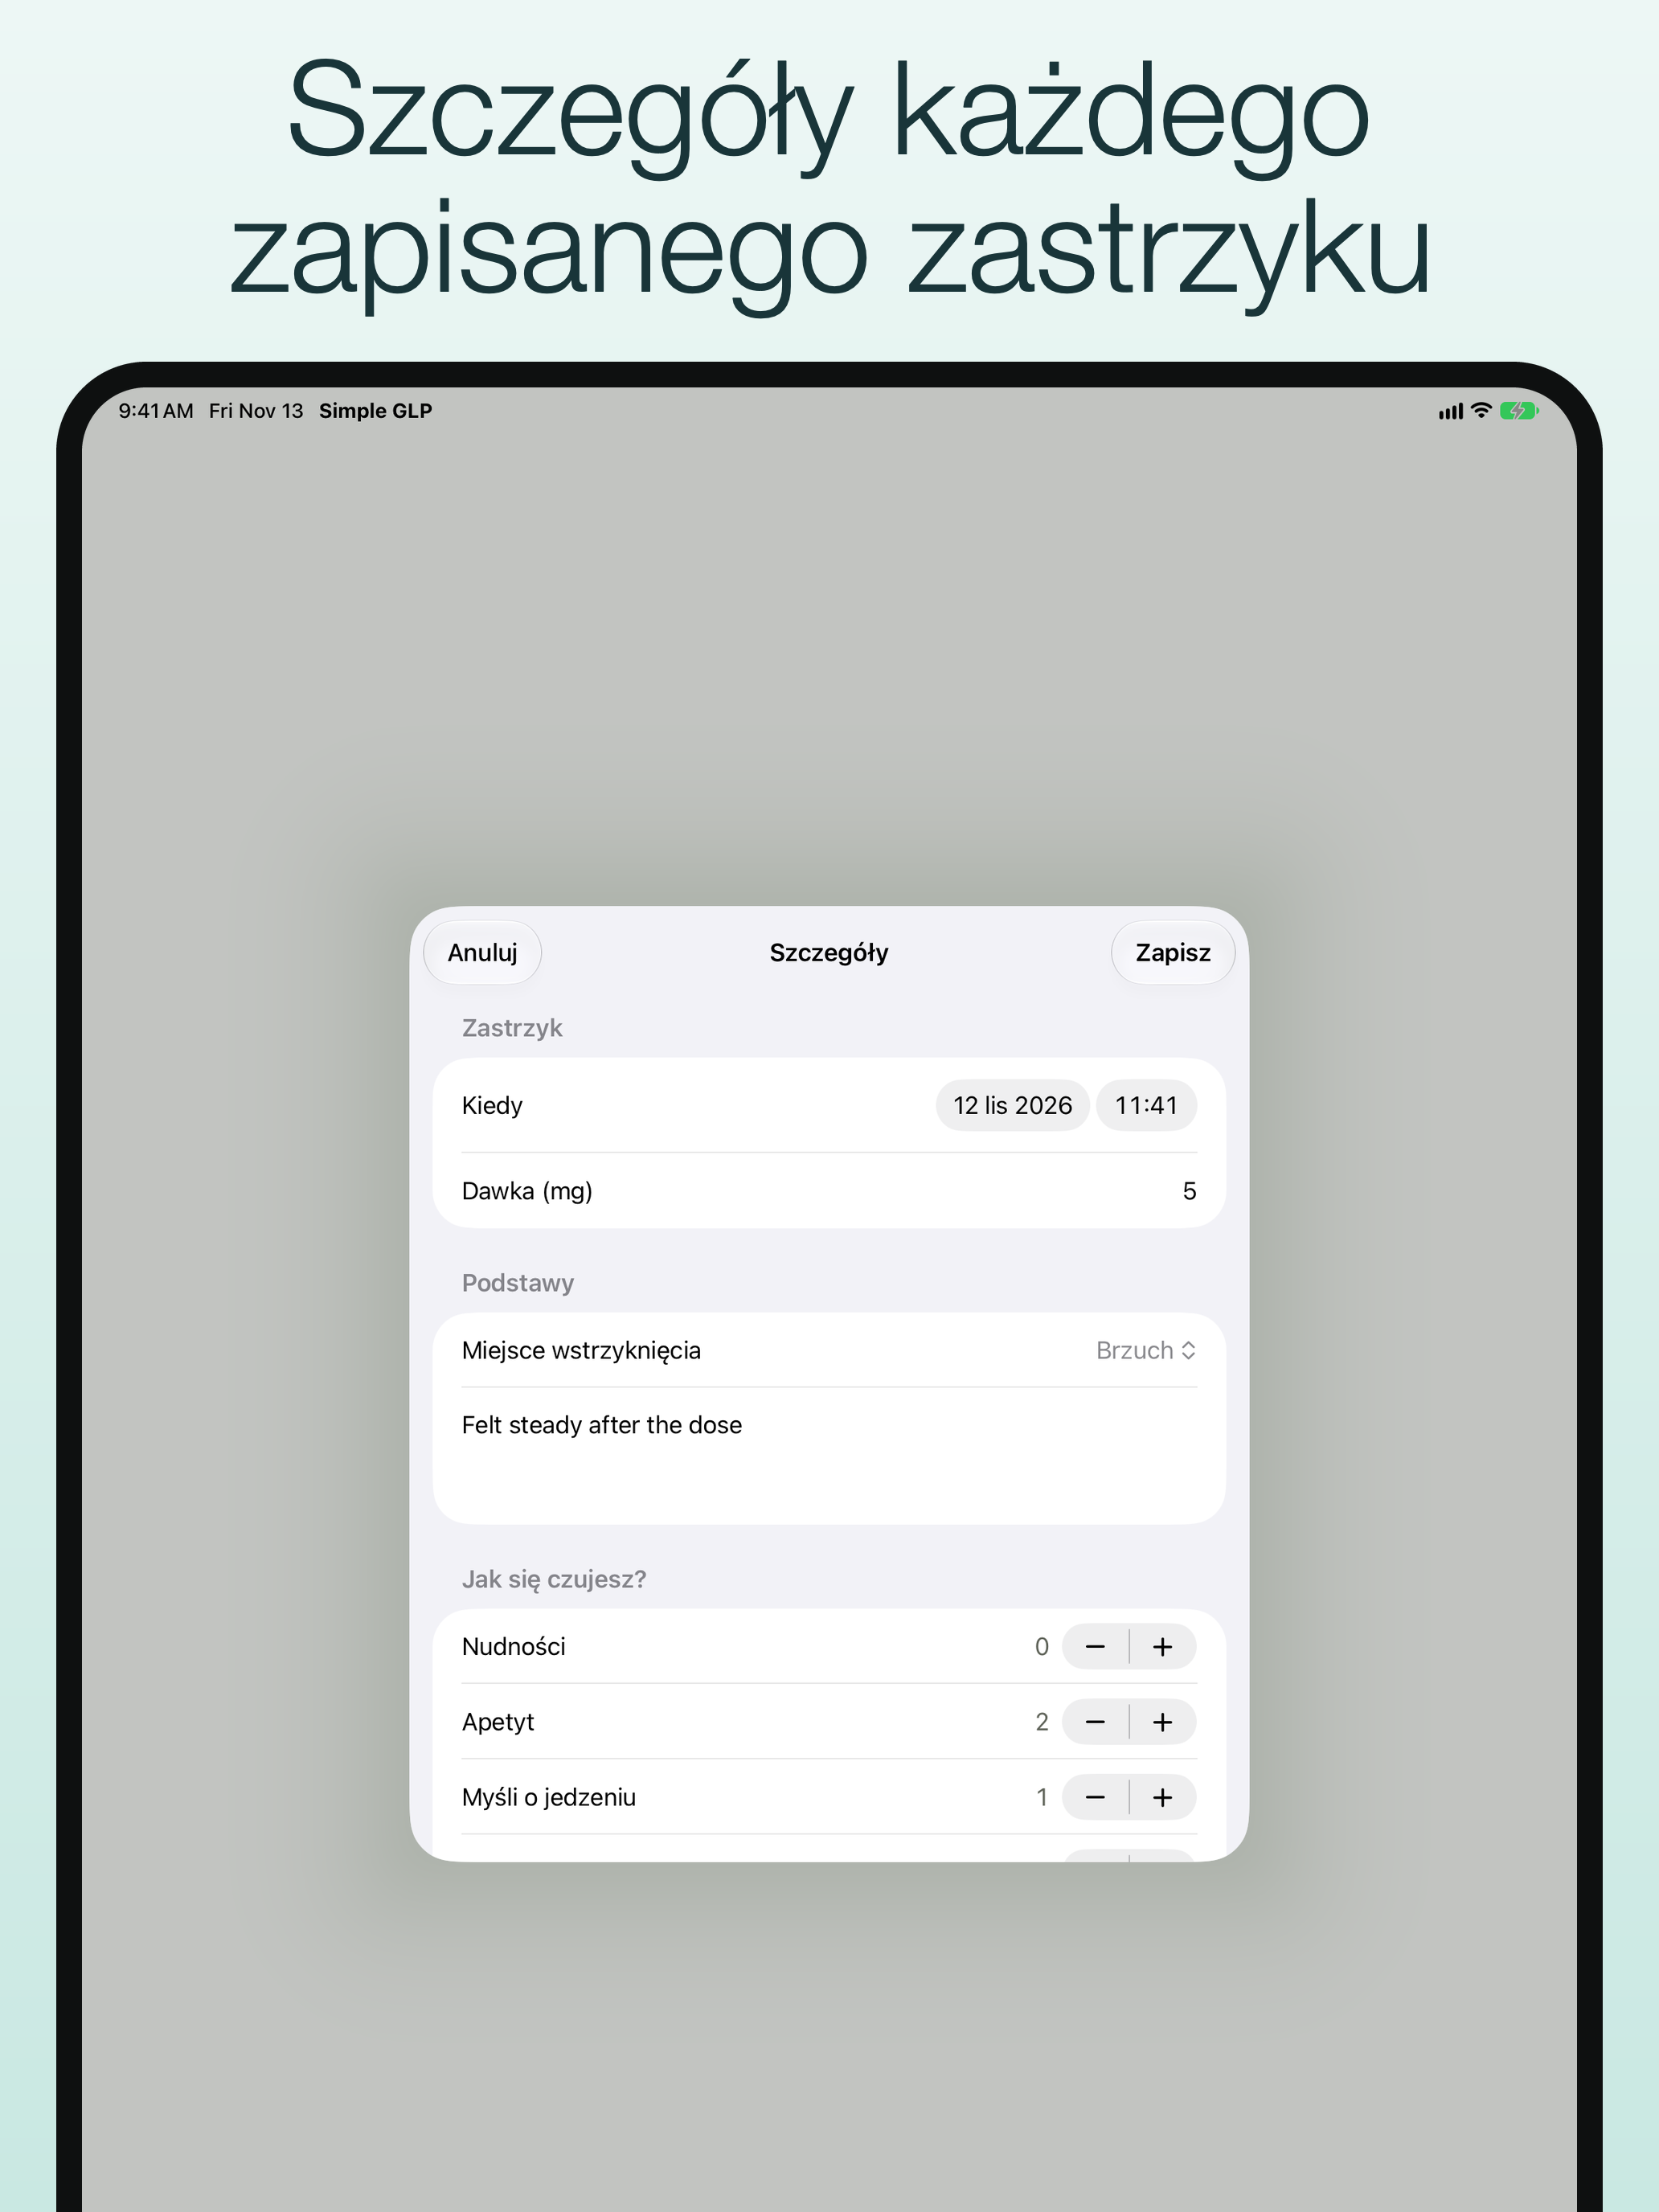 Szczegóły każdego
zapisanego zastrzyku
9:41 AM Fri Nov 13 Simple GLP
Anuluj Szczegóły Zapisz
Zastrzyk
Kiedy 12 lis 2026 11:41
Dawka (mg) 5
Podstawy
Miejsce wstrzyknięcia Brzuch
Felt steady after the dose
Jak się czujesz?
Nudności 0 − +
Apetyt 2 − +
Myśli o jedzeniu 1 − +